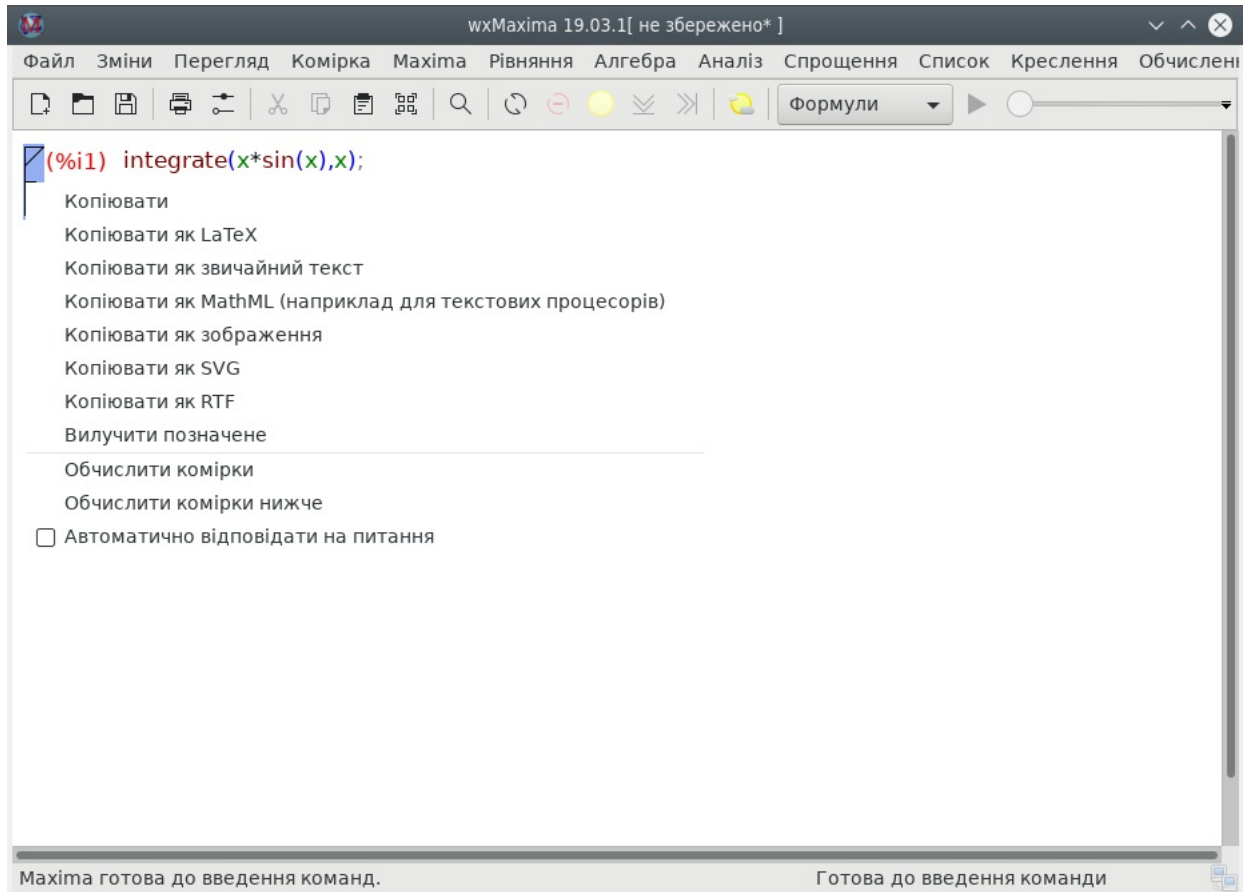 wxMaxima 19.03.1[ не збережено* ]
Файл Зміни Перегляд Комірка Maxima Рівняння Алгебра Аналіз Спрощення Список Креслення Обчислен
Формули
(%i1) integrate(x*sin(x),x);
Копіювати
Копіювати як LaTeX
Копіювати як звичайний текст
Копіювати як MathML (наприклад для текстових процесорів)
Копіювати як зображення
Копіювати як SVG
Копіювати як RTF
Вилучити позначене
Обчислити комірки
Обчислити комірки нижче
Автоматично відповідати на питання
Maxima готова до введення команд. Готова до введення команди